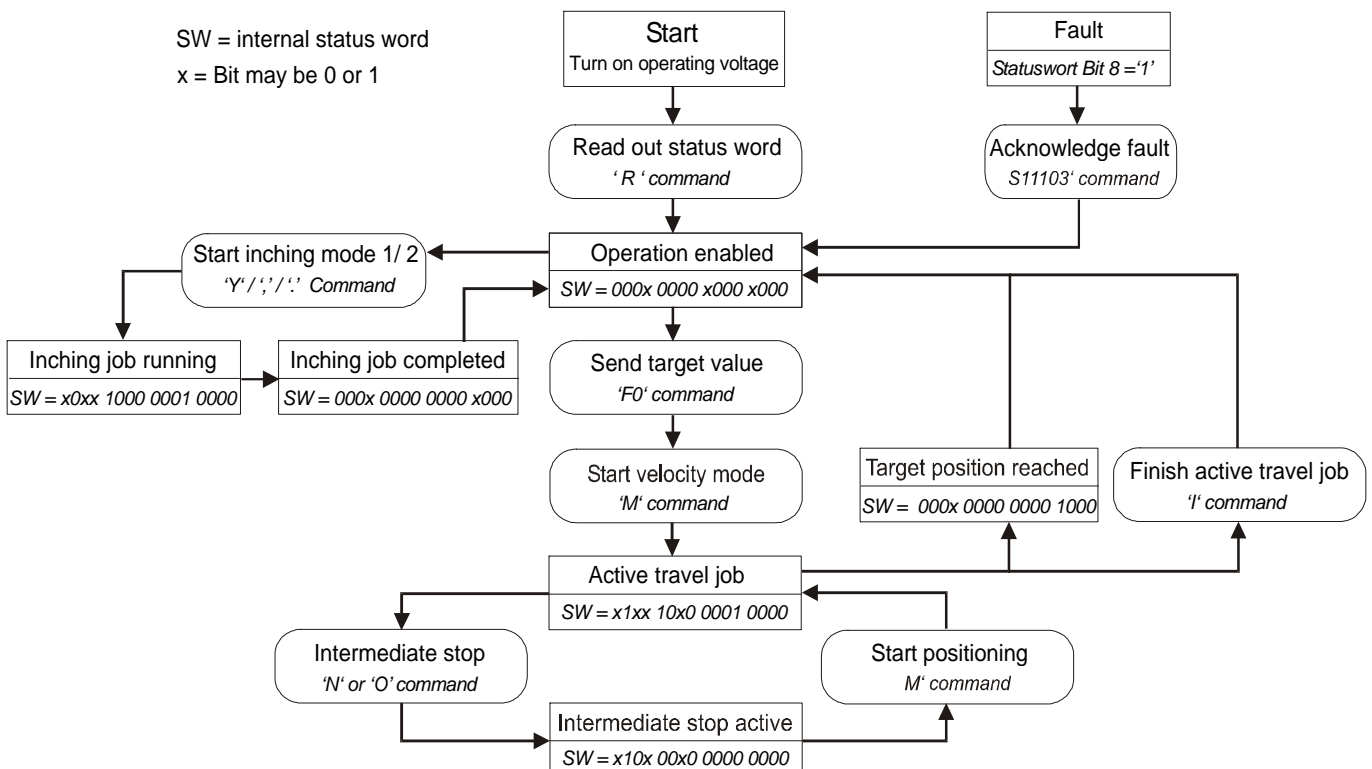 SW = internal status word
x = Bit may be 0 or 1
Start
Turn on operating voltage
Fault
Statuswort Bit 8 ='1'
Read out status word
‘ R ‘ command
Acknowledge fault
S11103‘ command
Start inching mode 1/ 2
‘Y‘ / ‘,’ / ‘.’ Command
Operation enabled
SW = 000x 0000 x000 x000
Inching job running
SW = x0xx 1000 0001 0000
Inching job completed
SW = 000x 0000 0000 x000
Send target value
‘F0‘ command
Start velocity mode
‘M‘ command
Target position reached
SW = 000x 0000 0000 1000
Finish active travel job
‘I‘ command
Active travel job
SW = x1xx 10x0 0001 0000
Intermediate stop
‘N‘ or ‘O’ command
Start positioning
M‘ command
Intermediate stop active
SW = x10x 00x0 0000 0000